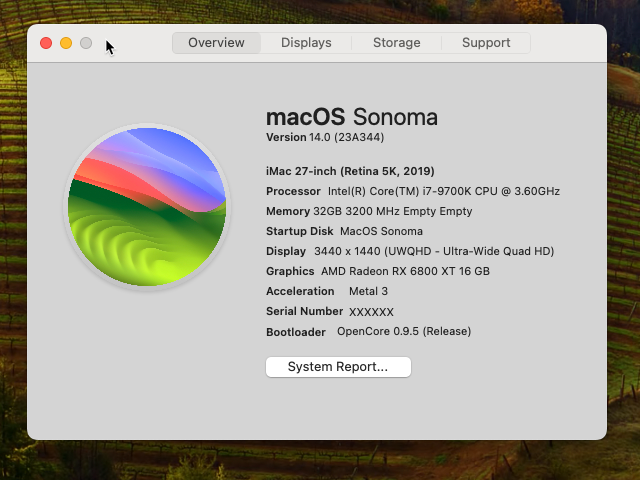 Overview Displays Storage Support
macOS Sonoma
Version 14.0 (23A344)
iMac 27-inch (Retina 5K, 2019)
Processor Intel(R) Core(TM) i7-9700K CPU @ 3.60GHz
Memory 32GB 3200 MHz Empty Empty
Startup Disk MacOS Sonoma
Display 3440 x 1440 (UWQHD - Ultra-Wide Quad HD)
Graphics AMD Radeon RX 6800 XT 16 GB
Acceleration Metal 3
Serial Number XXXXXX
Bootloader OpenCore 0.9.5 (Release)
System Report...